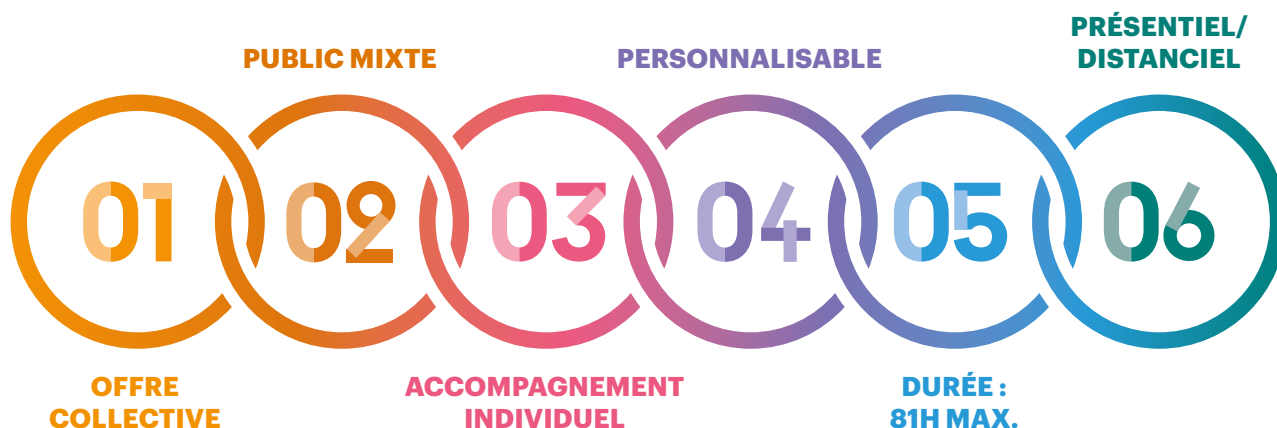 01
OFFRE
COLLECTIVE
PUBLIC MIXTE
02
03
ACCOMPAGNEMENT
INDIVIDUEL
PERSONNALISABLE
04
05
DURÉE :
81H MAX.
PRÉSENTIEL/
DISTANCIEL
06